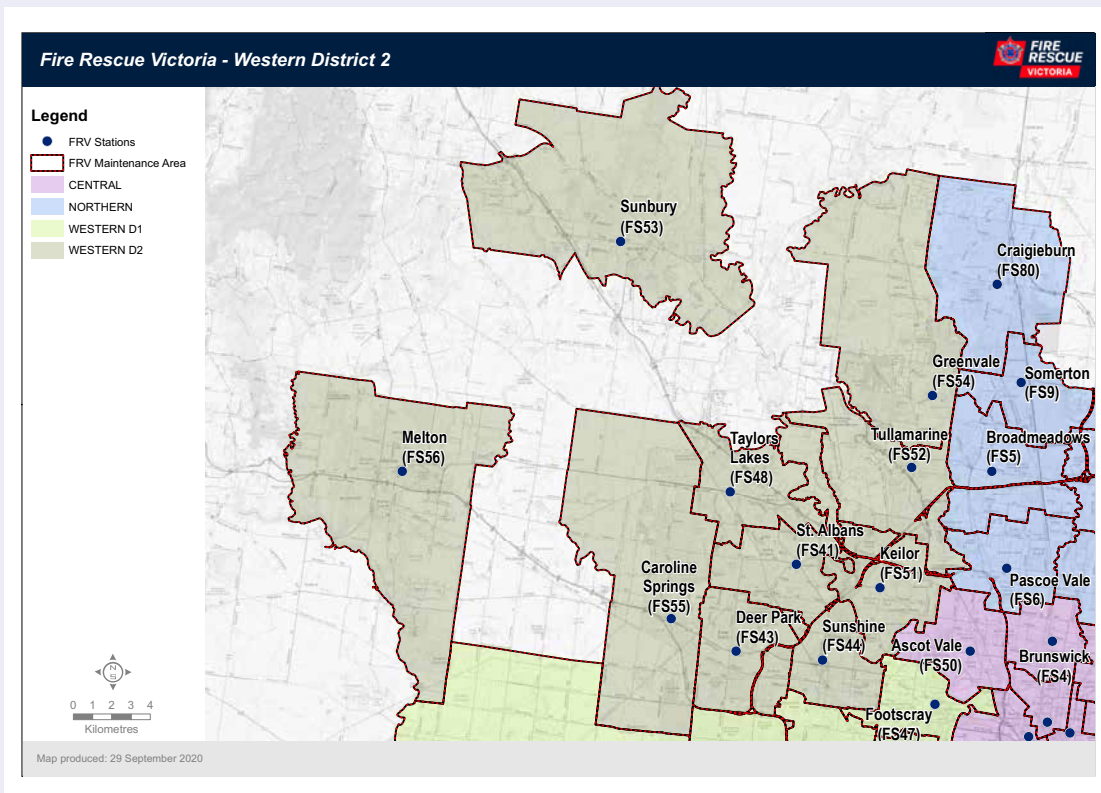 Fire Rescue Victoria - Western District 2
FIRE
RESCUE
VICTORIA
Legend
FRV Stations
FRV Maintenance Area
CENTRAL
NORTHERN
WESTERN D1
WESTERN D2
Sunbury
(FS53)
Craigieburn
(FS80)
Greenvale
(FS54)
Somerton
(FS9)
Melton
(FS56)
Taylors
Lakes
(FS48)
Tullamarine
(FS52)
Broadmeadows
(FS5)
St. Albans
(FS41)
Keilor
(FS51)
Caroline
Springs
(FS55)
Pascoe Vale
(FS6)
Deer Park
(FS43)
Sunshine
(FS44)
Ascot Vale
(FS50)
Brunswick
(FS4)
Footscray
(FS47)
N
S
0 1 2 3 4
Kilometres
Map produced: 29 September 2020